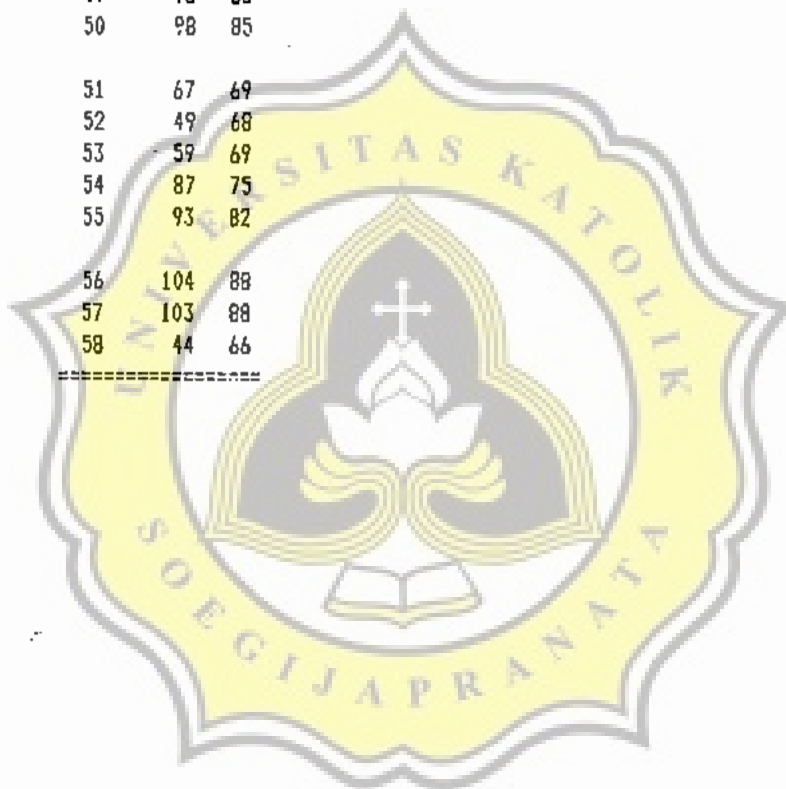 50 98 85
51 67 69
52 49 68
53 59 69
54 87 75
55 93 82
56 104 88
57 103 88
58 44 66
====================
UNIVERSITAS KATOLIK
SOEGIJAPRANATA